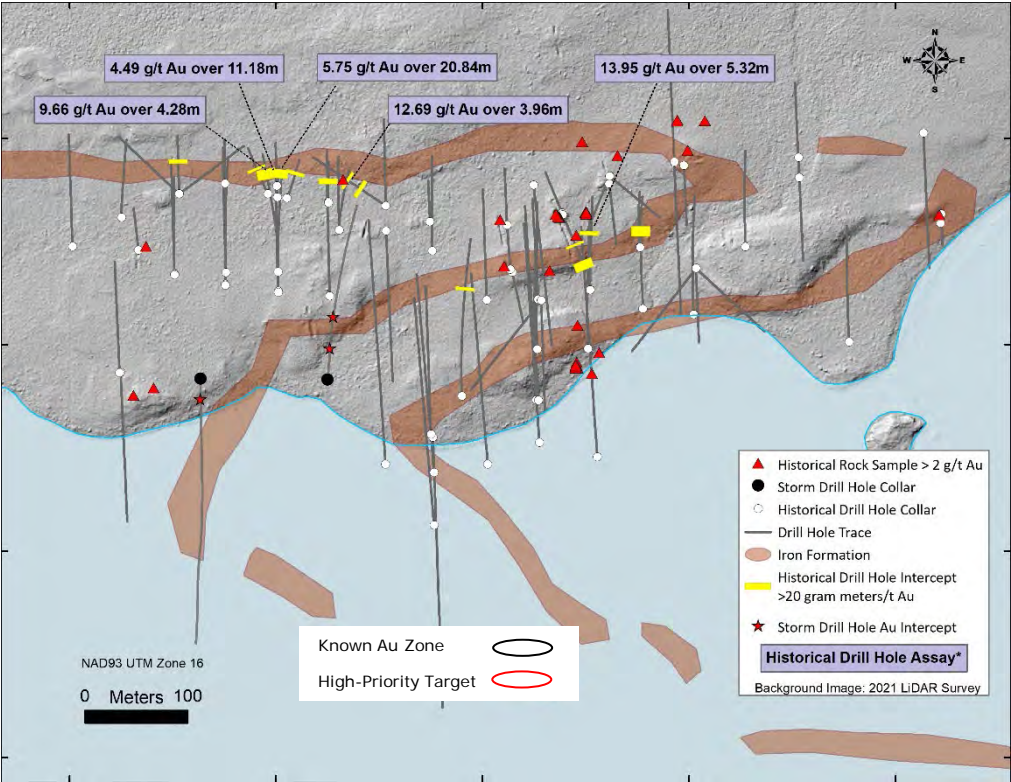 N
W E
S
4.49 g/t Au over 11.18m
5.75 g/t Au over 20.84m
13.95 g/t Au over 5.32m
9.66 g/t Au over 4.28m
12.69 g/t Au over 3.96m
Historical Rock Sample > 2 g/t Au
Storm Drill Hole Collar
Historical Drill Hole Collar
Drill Hole Trace
Iron Formation
Historical Drill Hole Intercept
>20 gram meters/t Au
Storm Drill Hole Au Intercept
Historical Drill Hole Assay*
Background Image: 2021 LiDAR Survey
Known Au Zone
High-Priority Target
NAD93 UTM Zone 16
0 Meters 100